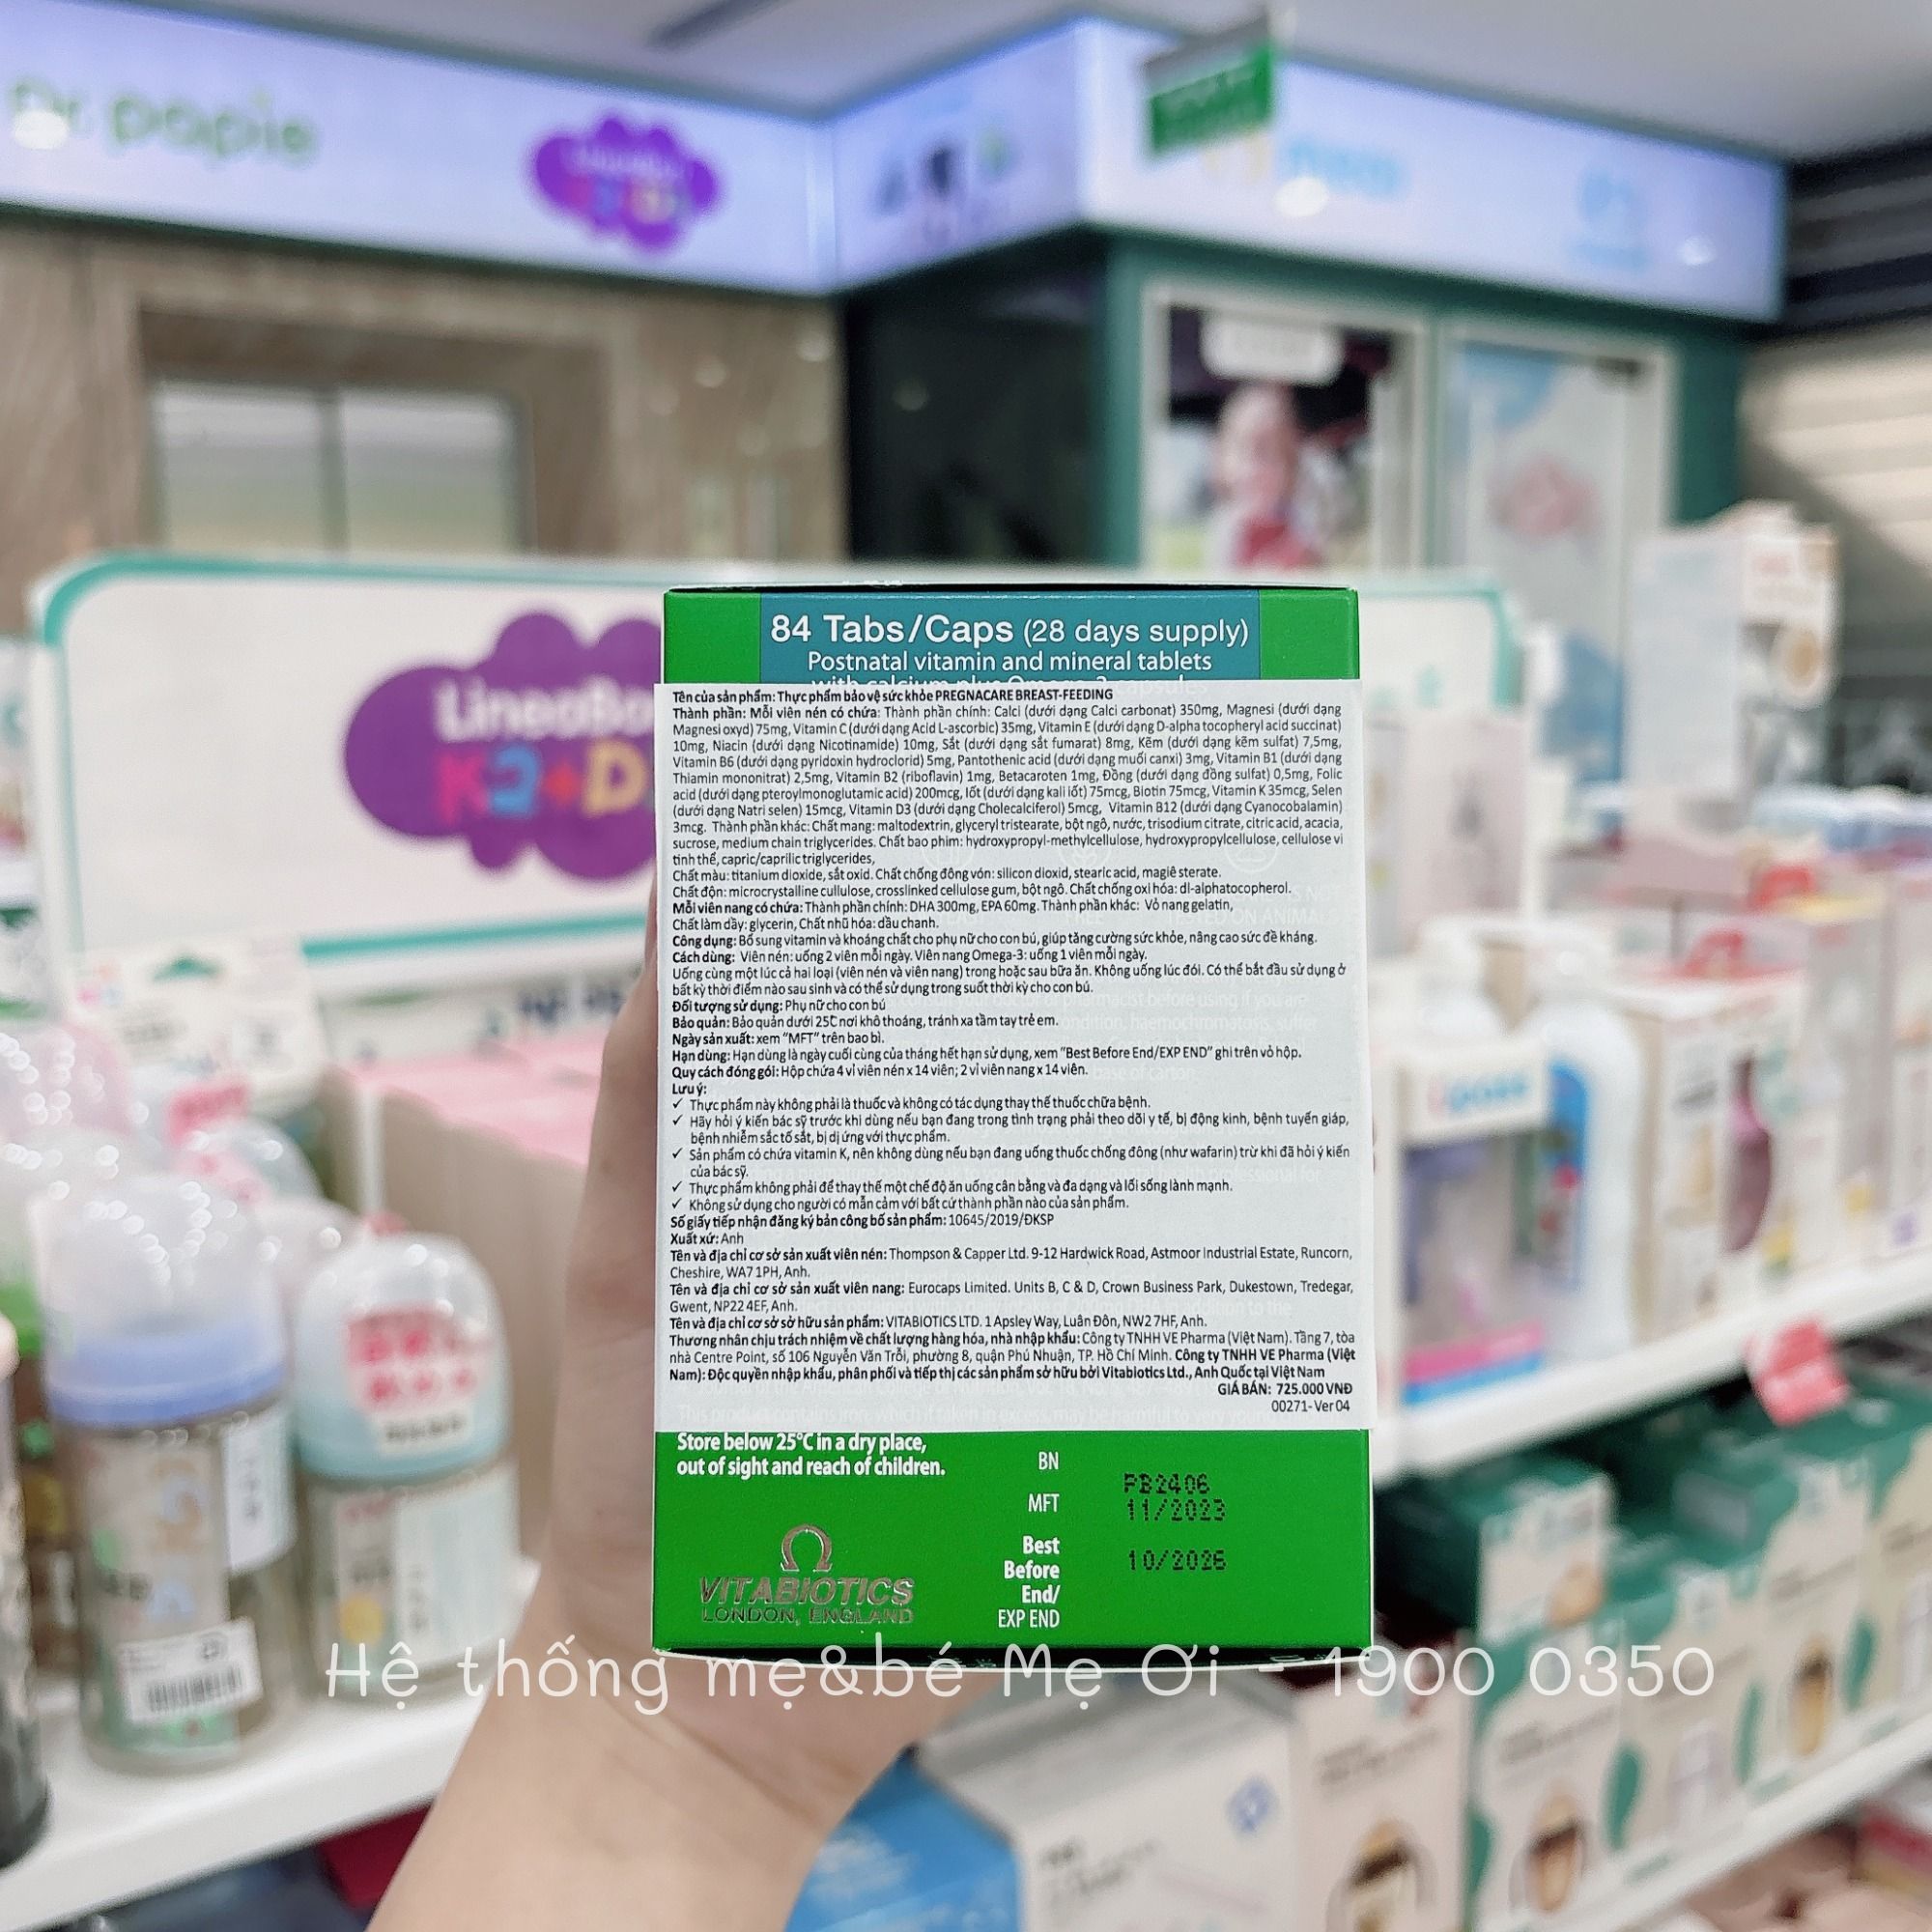 Dr. papie
84 Tabs/Caps (28 days supply)
Postnatal vitamin and mineral tablets
with calcium plus Omega-3 capsules
LineaBo
K2+D
Tên của sản phẩm: Thực phẩm bảo vệ sức khỏe PREGNACARE BREAST-FEEDING
Thành phần: Mỗi viên nén có chứa: Thành phần chính: Calci (dưới dạng Calci carbonat) 350mg, Magnesi (dưới dạng
Magnesi oxyd) 75mg, Vitamin C (dưới dạng Acid L-ascorbic) 35mg, Vitamin E (dưới dạng D-alpha tocopheryl acid succinat)
10mg, Niacin (dưới dạng Nicotinamide) 10mg, Sắt (dưới dạng sắt fumarat) 8mg, Kẽm (dưới dạng kẽm sulfat) 7,5mg,
Vitamin B6 (dưới dạng pyridoxin hydroclorid) 5mg, Pantothenic acid (dưới dạng muối canxi) 3mg, Vitamin B1 (dưới dạng
Thiamin mononitrat) 2,5mg, Vitamin B2 (riboflavin) 1mg, Betacaroten 1mg, Đồng (dưới dạng đồng sulfat) 0,5mg, Folic
acid (dưới dạng pteroylmonoglutamic acid) 200mcg, Iốt (dưới dạng kali iốt) 75mcg, Biotin 75mcg, Vitamin K 35mcg, Selen
(dưới dạng Natri selen) 15mcg, Vitamin D3 (dưới dạng Cholecalciferol) 5mcg, Vitamin B12 (dưới dạng Cyanocobalamin)
3mcg. Thành phần khác: Chất mang: maltodextrin, glyceryl tristearate, bột ngô, nước, trisodium citrate, citric acid, acacia,
sucrose, medium chain triglycerides. Chất bao phim: hydroxypropyl-methylcellulose, hydroxypropylcellulose, cellulose vi
tinh thể, capric/caprilic triglycerides,
Chất màu: titanium dioxide, sắt oxid. Chất chống đông vón: silicon dioxid, stearic acid, magiê sterate.
Chất độn: microcrystalline cullulose, crosslinked cellulose gum, bột ngô. Chất chống oxi hóa: dl-alphatocopherol.
Mỗi viên nang có chứa: Thành phần chính: DHA 300mg, EPA 60mg. Thành phần khác: Vỏ nang gelatin,
Chất làm dầy: glycerin, Chất nhũ hóa: dầu chanh.
Công dụng: Bổ sung vitamin và khoáng chất cho phụ nữ cho con bú, giúp tăng cường sức khỏe, nâng cao sức đề kháng.
Cách dùng: Viên nén: uống 2 viên mỗi ngày. Viên nang Omega-3: uống 1 viên mỗi ngày.
Uống cùng một lúc cả hai loại (viên nén và viên nang) trong hoặc sau bữa ăn. Không uống lúc đói. Có thể bắt đầu sử dụng ở
bất kỳ thời điểm nào sau sinh và có thể sử dụng trong suốt thời kỳ cho con bú.
Đối tượng sử dụng: Phụ nữ cho con bú
Bảo quản: Bảo quản dưới 25C nơi khô thoáng, tránh xa tầm tay trẻ em.
Ngày sản xuất: xem "MFT" trên bao bì.
Hạn dùng: Hạn dùng là ngày cuối cùng của tháng hết hạn sử dụng, xem "Best Before End/EXP END" ghi trên vỏ hộp.
Quy cách đóng gói: Hộp chứa 4 vỉ viên nén x 14 viên; 2 vỉ viên nang x 14 viên.
Lưu ý:
✓ Thực phẩm này không phải là thuốc và không có tác dụng thay thế thuốc chữa bệnh.
✓ Hãy hỏi ý kiến bác sỹ trước khi dùng nếu bạn đang trong tình trạng phải theo dõi y tế, bị động kinh, bệnh tuyến giáp,
bệnh nhiễm sắc tố sắt, bị dị ứng với thực phẩm.
✓ Sản phẩm có chứa vitamin K, nên không dùng nếu bạn đang uống thuốc chống đông (như wafarin) trừ khi đã hỏi ý kiến
của bác sỹ.
✓ Thực phẩm không phải để thay thế một chế độ ăn uống cân bằng và đa dạng và lối sống lành mạnh.
✓ Không sử dụng cho người có mẫn cảm với bất cứ thành phần nào của sản phẩm.
Số giấy tiếp nhận đăng ký bản công bố sản phẩm: 10645/2019/ĐKSP
Xuất xứ: Anh
Tên và địa chỉ cơ sở sản xuất viên nén: Thompson & Capper Ltd. 9-12 Hardwick Road, Astmoor Industrial Estate, Runcorn,
Cheshire, WA7 1PH, Anh.
Tên và địa chỉ cơ sở sản xuất viên nang: Eurocaps Limited. Units B, C & D, Crown Business Park, Dukestown, Tredegar,
Gwent, NP22 4EF, Anh.
Tên và địa chỉ cơ sở sở hữu sản phẩm: VITABIOTICS LTD. 1 Apsley Way, Luân Đôn, NW2 7HF, Anh.
Thương nhân chịu trách nhiệm về chất lượng hàng hóa, nhà nhập khẩu: Công ty TNHH VE Pharma (Việt Nam). Tầng 7, tòa
nhà Centre Point, số 106 Nguyễn Văn Trỗi, phường 8, quận Phú Nhuận, TP. Hồ Chí Minh. Công ty TNHH VE Pharma (Việt
Nam): Độc quyền nhập khẩu, phân phối và tiếp thị các sản phẩm sở hữu bởi Vitabiotics Ltd., Anh Quốc tại Việt Nam
GIÁ BÁN: 725.000 VNĐ
00271-Ver 04
This product contains iron, which if taken in excess, may be harmful to very young
Store below 25°C in a dry place,
out of sight and reach of children.
BN PB2406
MFT 11/2023
Best
Before 10/2026
End/
EXP END
VITABIOTICS
LONDON, ENGLAND
Hệ thống mẹ&bé Mẹ Ơi - 1900 0350